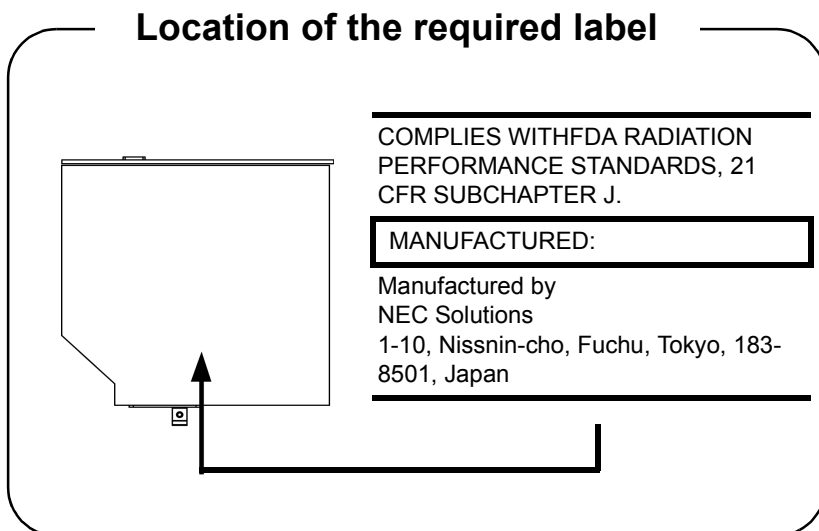 Location of the required label
COMPLIES WITHFDA RADIATION
PERFORMANCE STANDARDS, 21
CFR SUBCHAPTER J.
MANUFACTURED:
Manufactured by
NEC Solutions
1-10, Nissnin-cho, Fuchu, Tokyo, 183-
8501, Japan